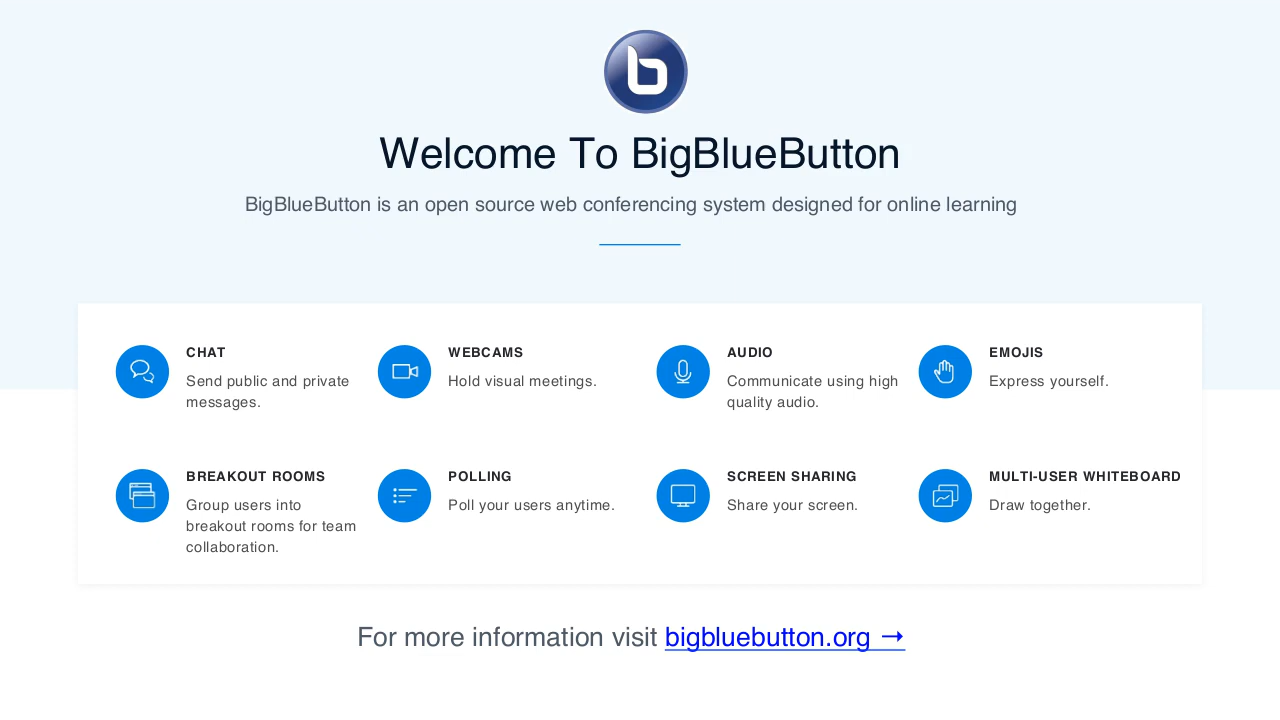 Welcome To BigBlueButton
BigBlueButton is an open source web conferencing system designed for online learning
CHAT
Send public and private
messages.
WEBCAMS
Hold visual meetings.
AUDIO
Communicate using high
quality audio.
EMOJIS
Express yourself.
BREAKOUT ROOMS
Group users into
breakout rooms for team
collaboration.
POLLING
Poll your users anytime.
SCREEN SHARING
Share your screen.
MULTI-USER WHITEBOARD
Draw together.
For more information visit bigbluebutton.org →